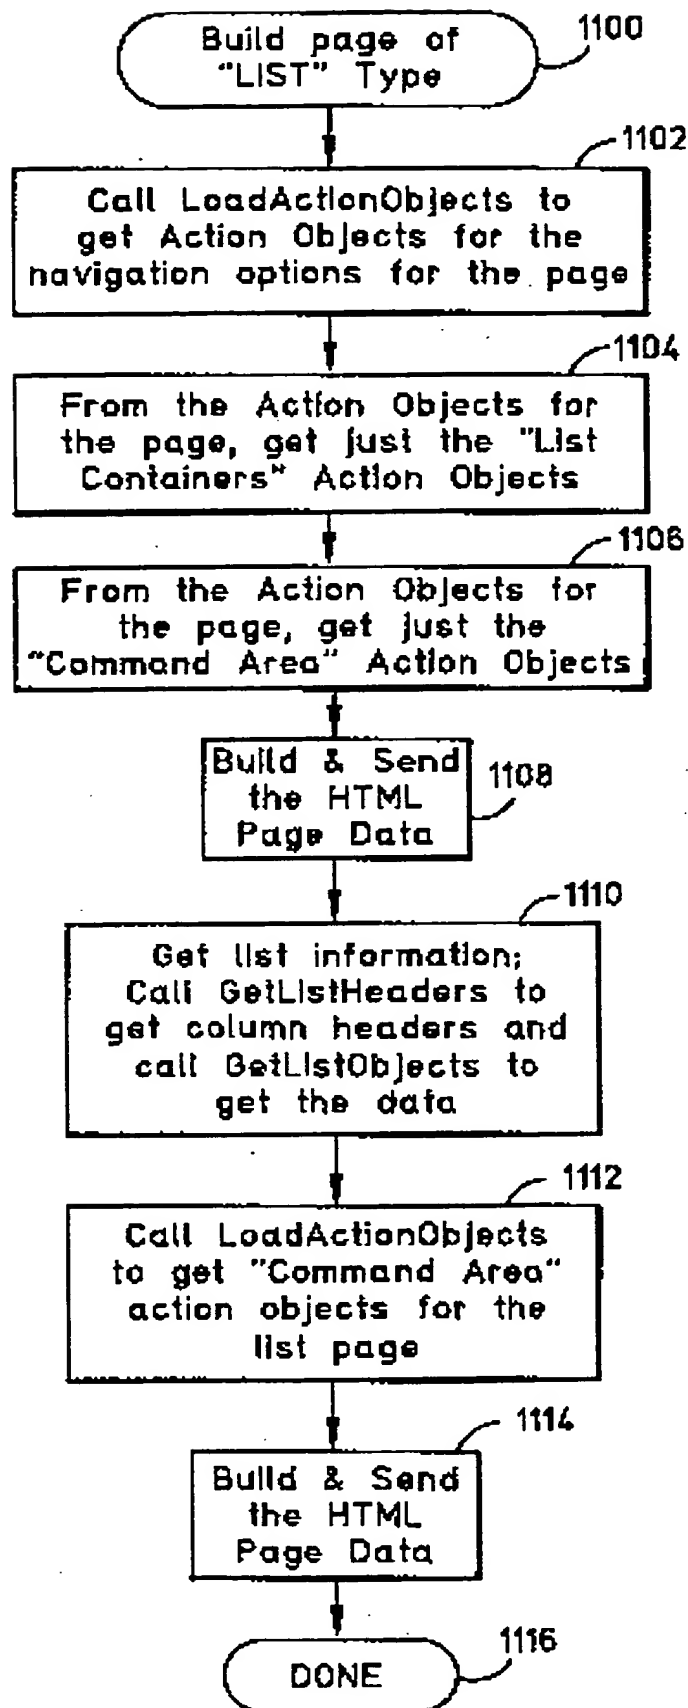 Build page of
"LIST" Type
1100
1102
Call LoadActionObjects to
get Action Objects for the
navigation options for the page
1104
From the Action Objects for
the page, get just the "List
Containers" Action Objects
1106
From the Action Objects for
the page, get just the
"Command Area" Action Objects
Build & Send
the HTML
Page Data
1108
1110
Get list information;
Call GetListHeaders to
get column headers and
call GetListObjects to
get the data
1112
Call LoadActionObjects
to get "Command Area"
action objects for the
list page
1114
Build & Send
the HTML
Page Data
1116
DONE